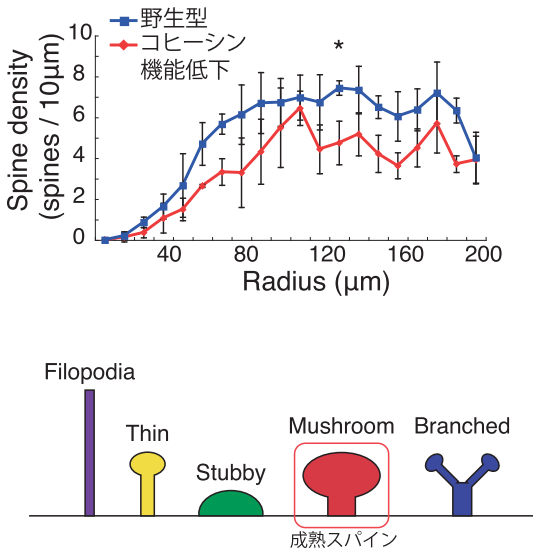 野生型
コヒーシン
機能低下
*
Spine density
(spines / 10μm)
10
8
6
4
2
0
40
80
120
160
200
Radius (μm)
Filopodia
Thin
Stubby
Mushroom
Branched
成熟スパイン